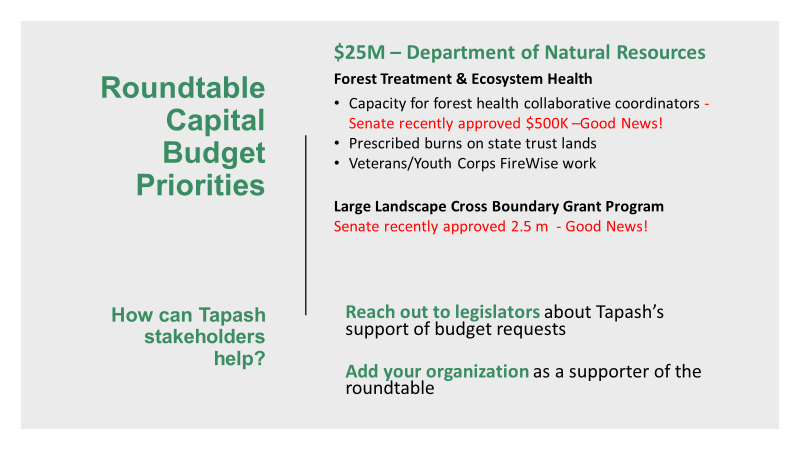 Roundtable
Capital
Budget
Priorities
$25M – Department of Natural Resources
Forest Treatment & Ecosystem Health
• Capacity for forest health collaborative coordinators -
Senate recently approved $500K –Good News!
• Prescribed burns on state trust lands
• Veterans/Youth Corps FireWise work
Large Landscape Cross Boundary Grant Program
Senate recently approved 2.5 m - Good News!
How can Tapash
stakeholders
help?
Reach out to legislators about Tapash’s
support of budget requests
Add your organization as a supporter of the
roundtable